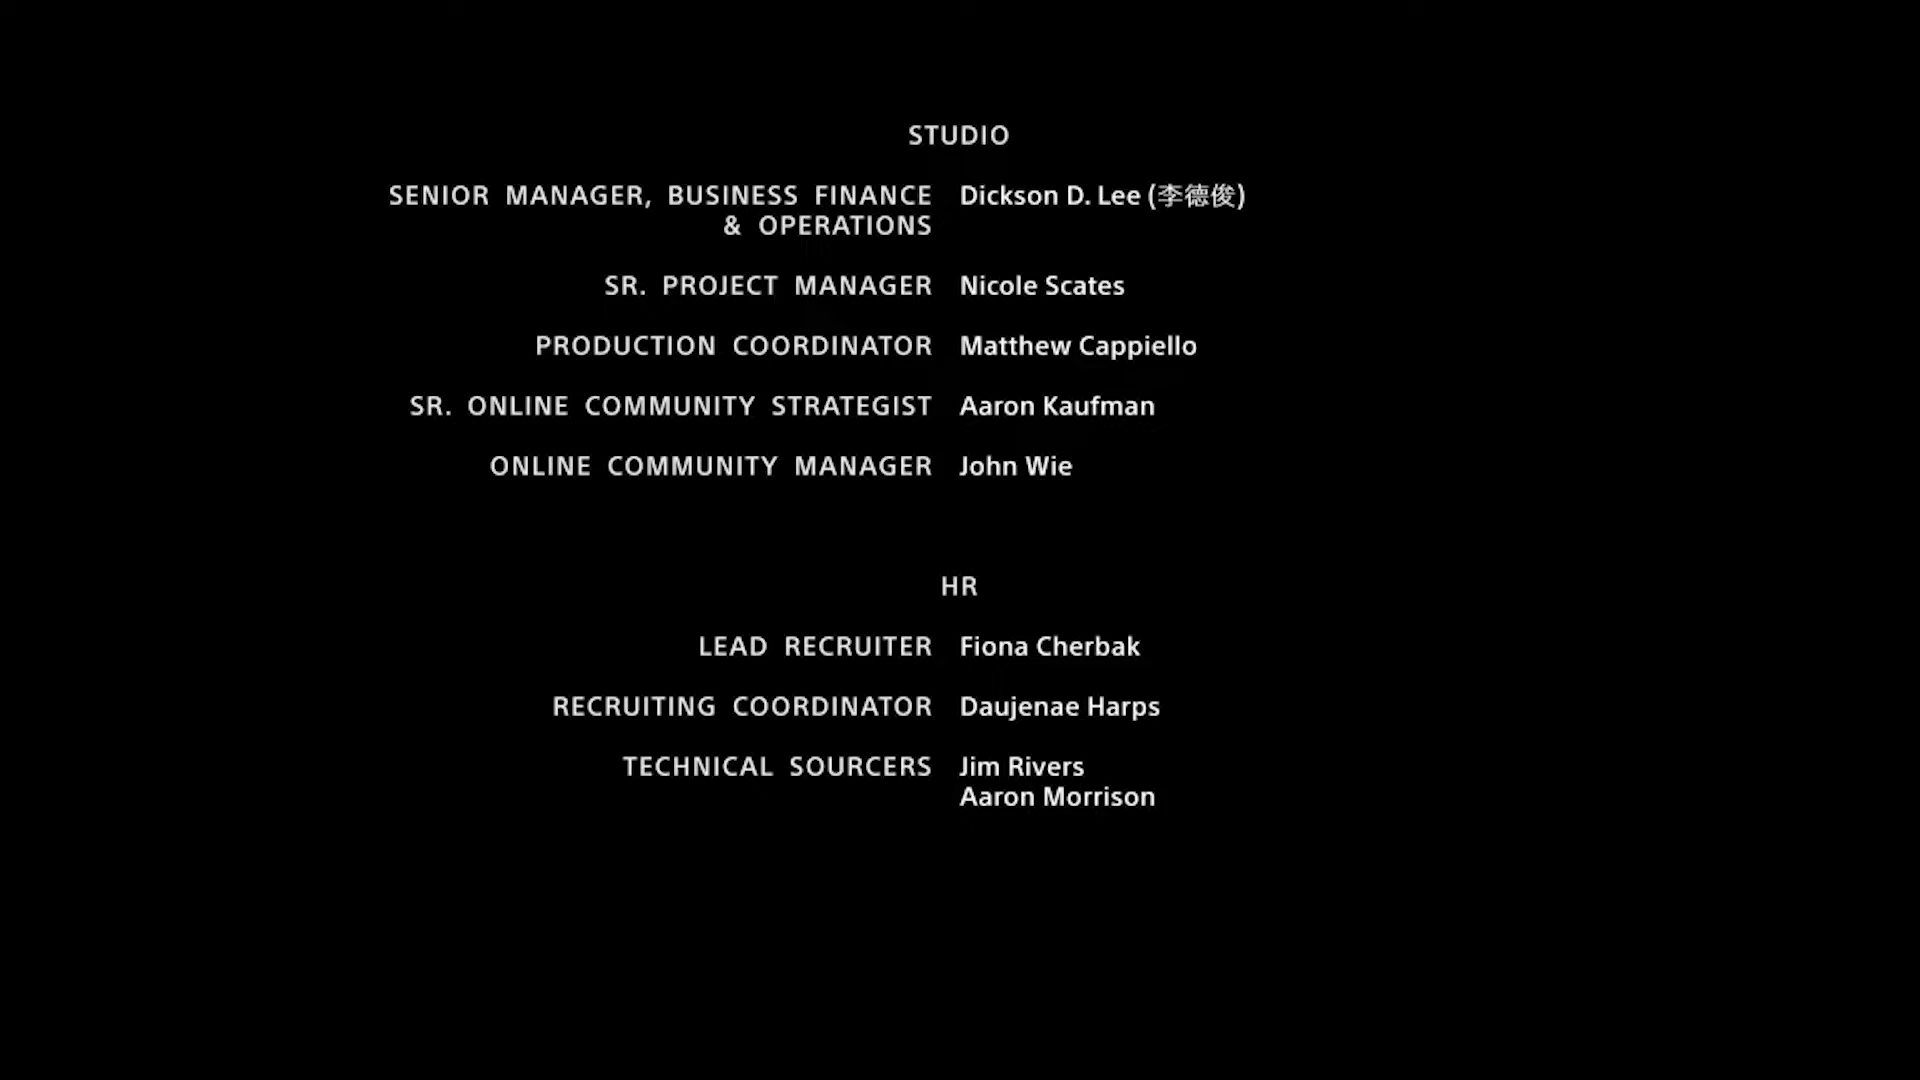 STUDIO
SENIOR MANAGER, BUSINESS FINANCE Dickson D. Lee (李德俊)
& OPERATIONS
SR. PROJECT MANAGER Nicole Scates
PRODUCTION COORDINATOR Matthew Cappiello
SR. ONLINE COMMUNITY STRATEGIST Aaron Kaufman
ONLINE COMMUNITY MANAGER John Wie
HR
LEAD RECRUITER Fiona Cherbak
RECRUITING COORDINATOR Daujenae Harps
TECHNICAL SOURCERS Jim Rivers
Aaron Morrison